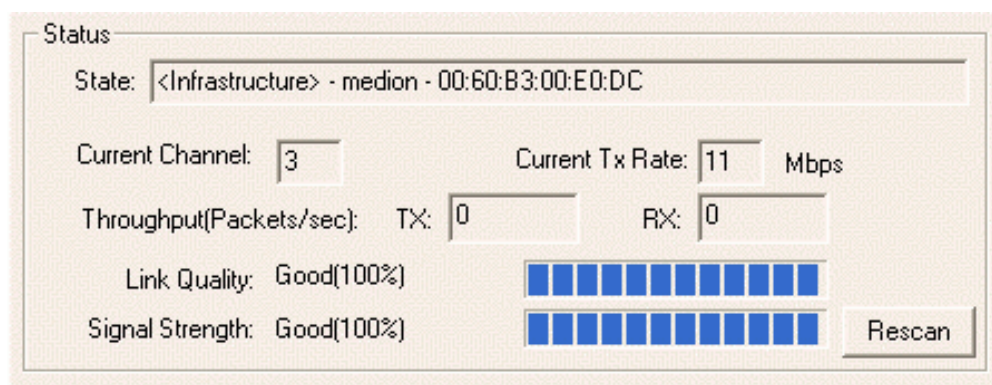 Status
State: <Infrastructure> - medion - 00:60:B3:00:E0:DC
Current Channel: 3 Current Tx Rate: 11 Mbps
Throughput(Packets/sec): TX: 0 RX: 0
Link Quality: Good(100%)
Signal Strength: Good(100%) Rescan